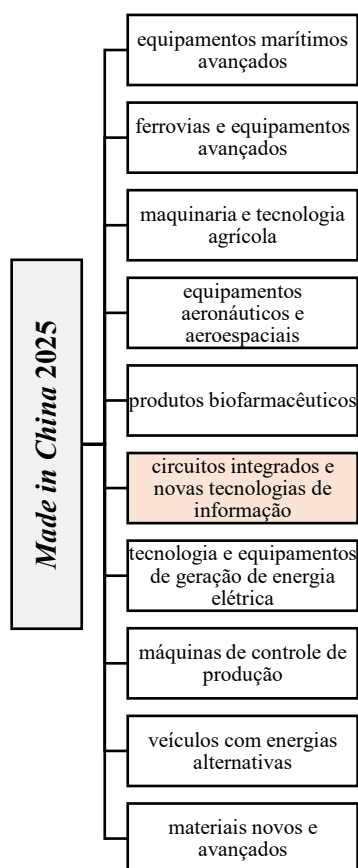 Made in China 2025
equipamentos marítimos
avançados
ferrovias e equipamentos
avançados
maquinaria e tecnologia
agrícola
equipamentos
aeronáuticos e
aeroespaciais
produtos biofarmacêuticos
circuitos integrados e
novas tecnologias de
informação
tecnologia e equipamentos
de geração de energia
elétrica
máquinas de controle de
produção
veículos com energias
alternativas
materiais novos e
avançados